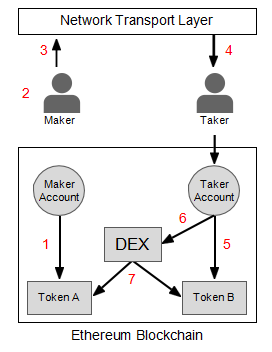 Network Transport Layer
3
4
2
Maker
Taker
Maker
Account
Taker
Account
6
1
DEX
5
7
Token A
Token B
Ethereum Blockchain